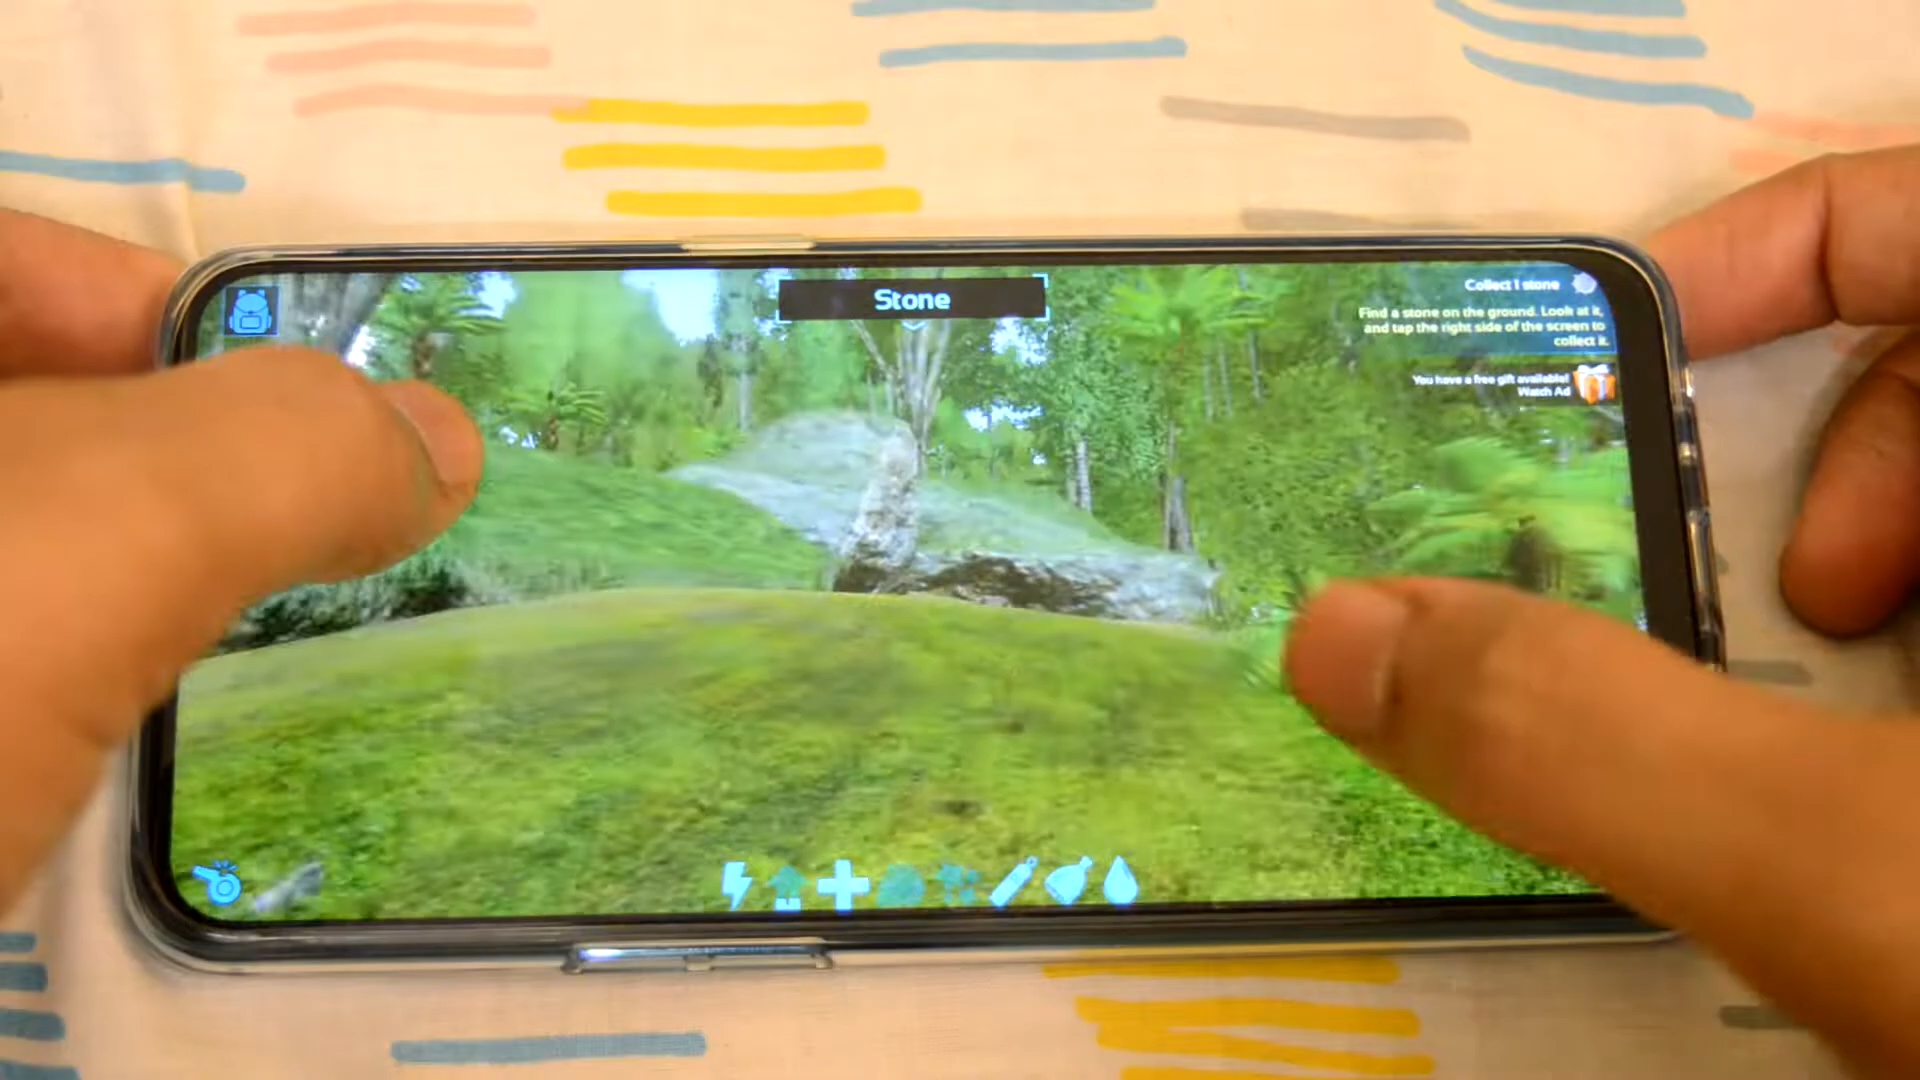 Stone
Collect 1 stone
Find a stone on the ground. Look at it,
and tap the right side of the screen to
collect it.
You have a free gift available!
Watch Ad